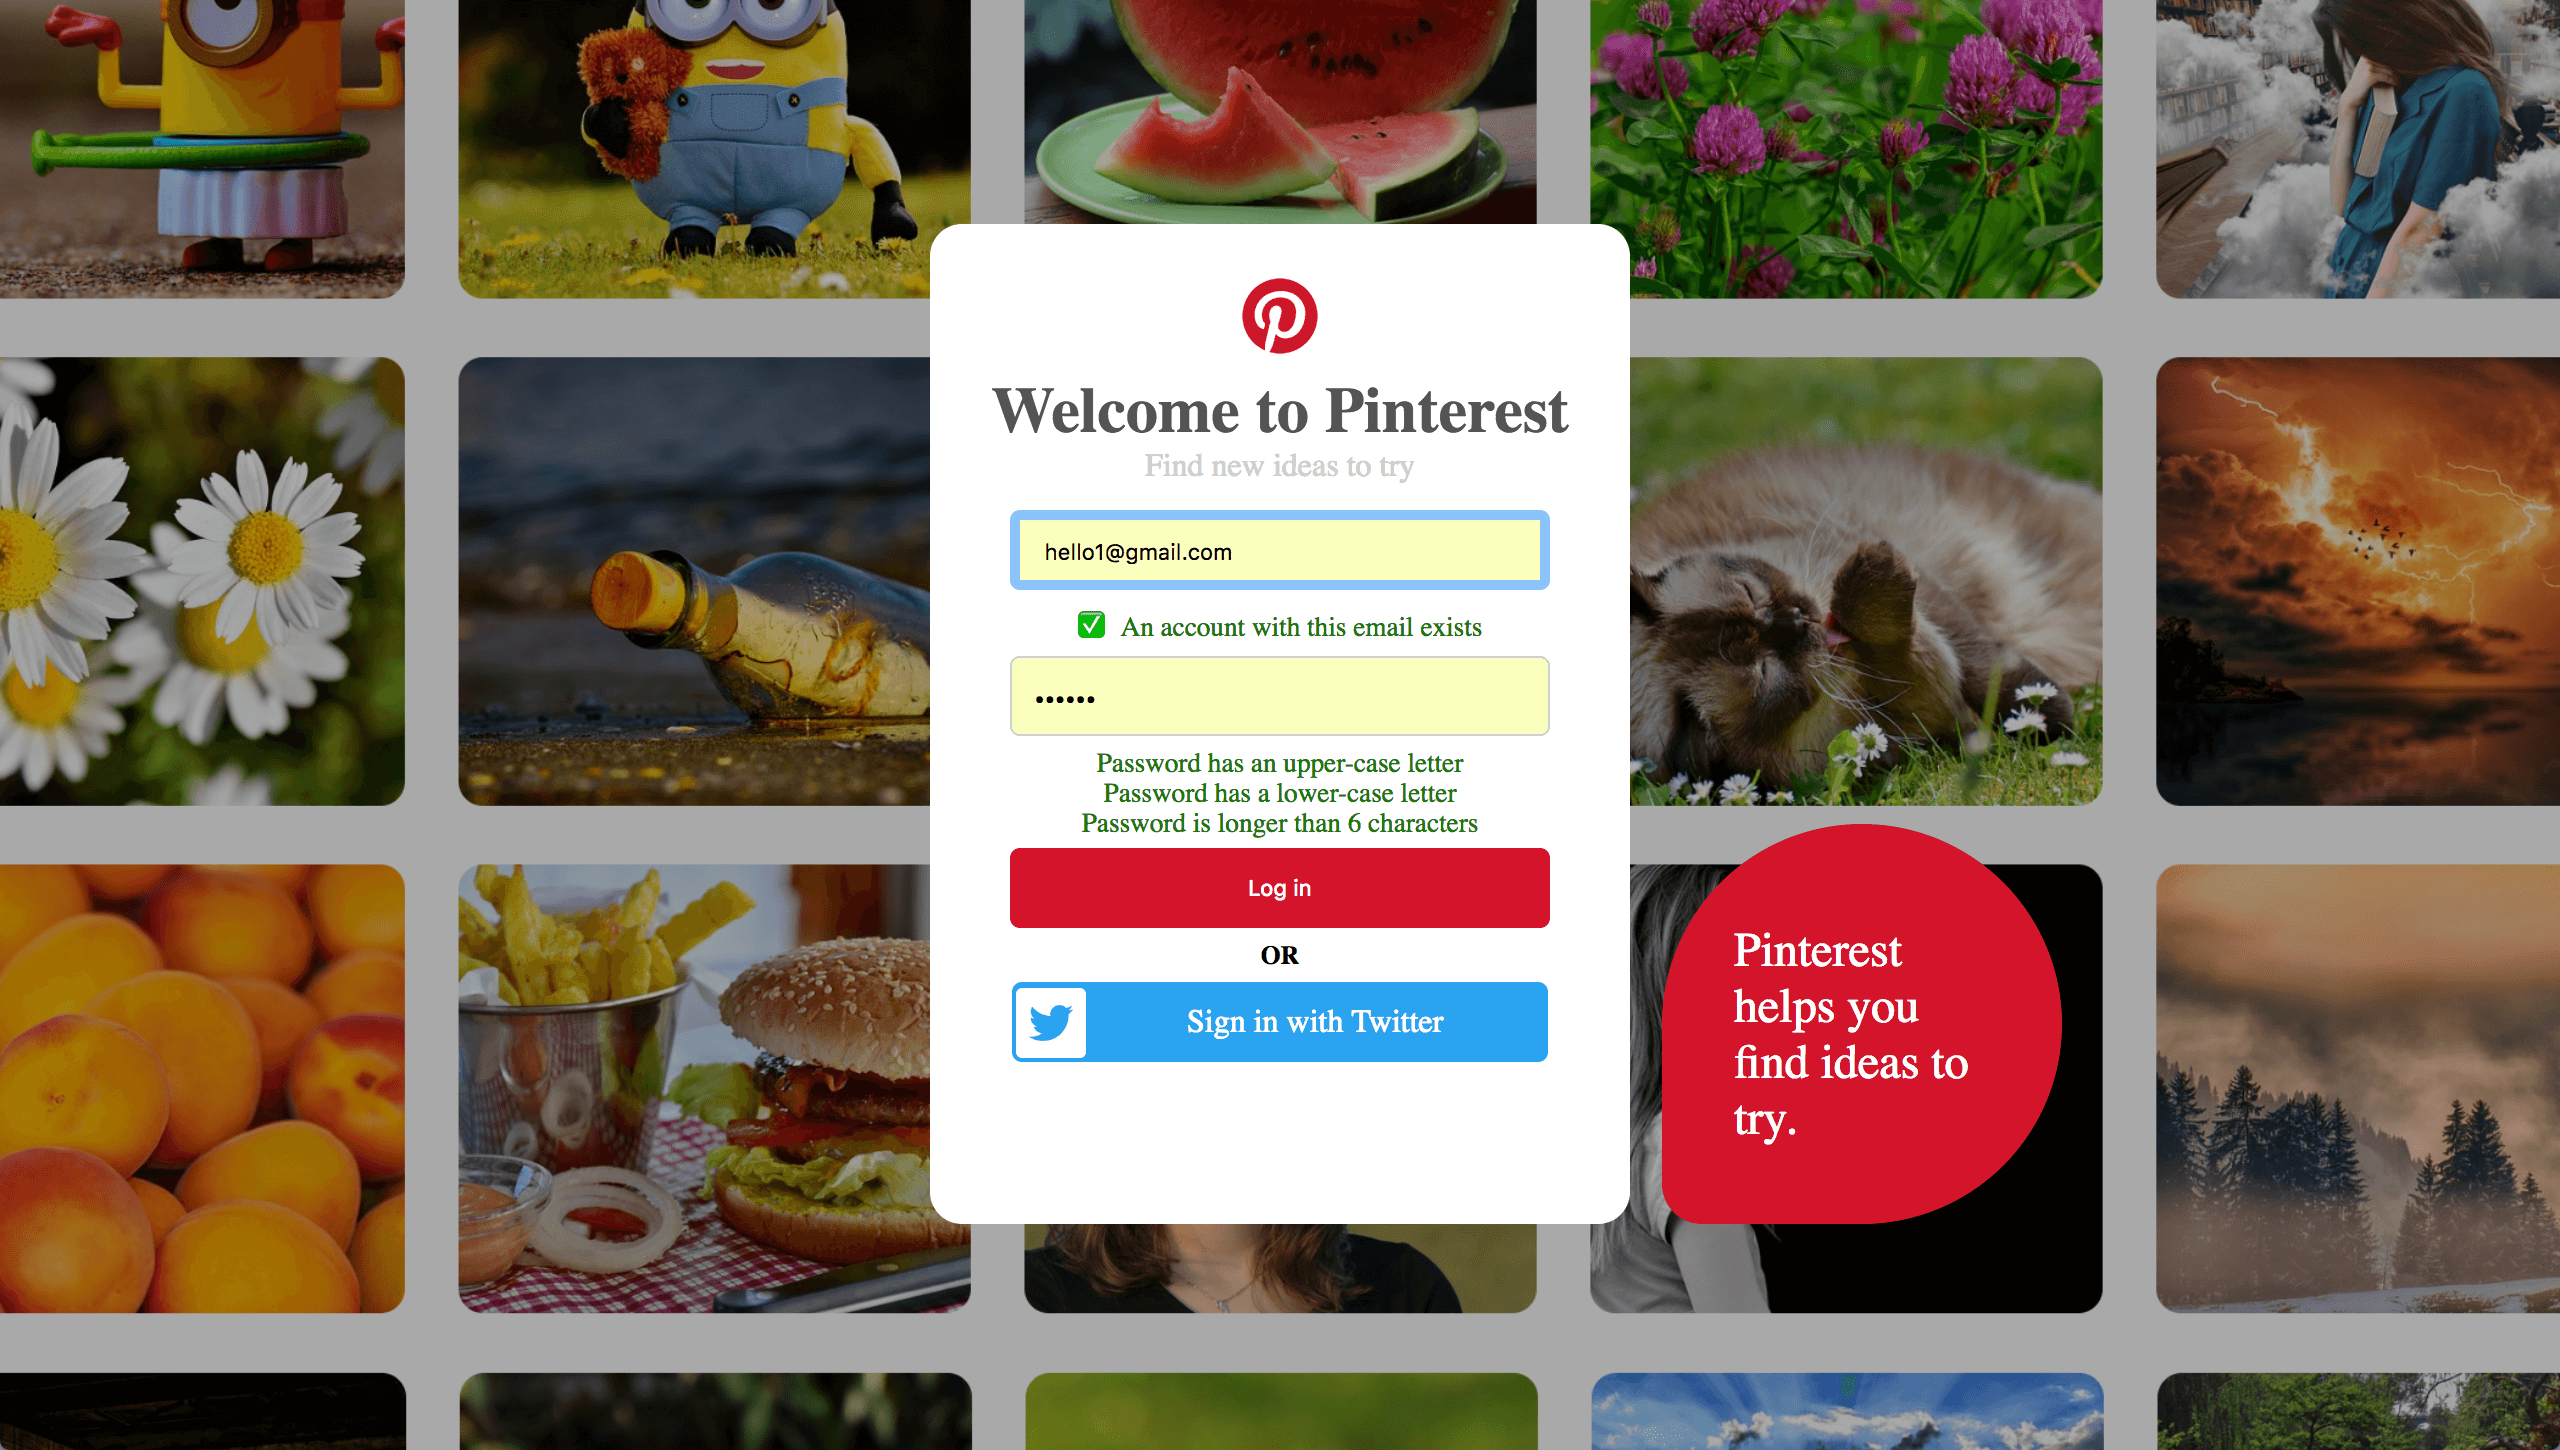 Welcome to Pinterest
Find new ideas to try
hello1@gmail.com
✅ An account with this email exists
••••••
Password has an upper-case letter
Password has a lower-case letter
Password is longer than 6 characters
Log in
OR
Sign in with Twitter
Pinterest
helps you
find ideas to
try.